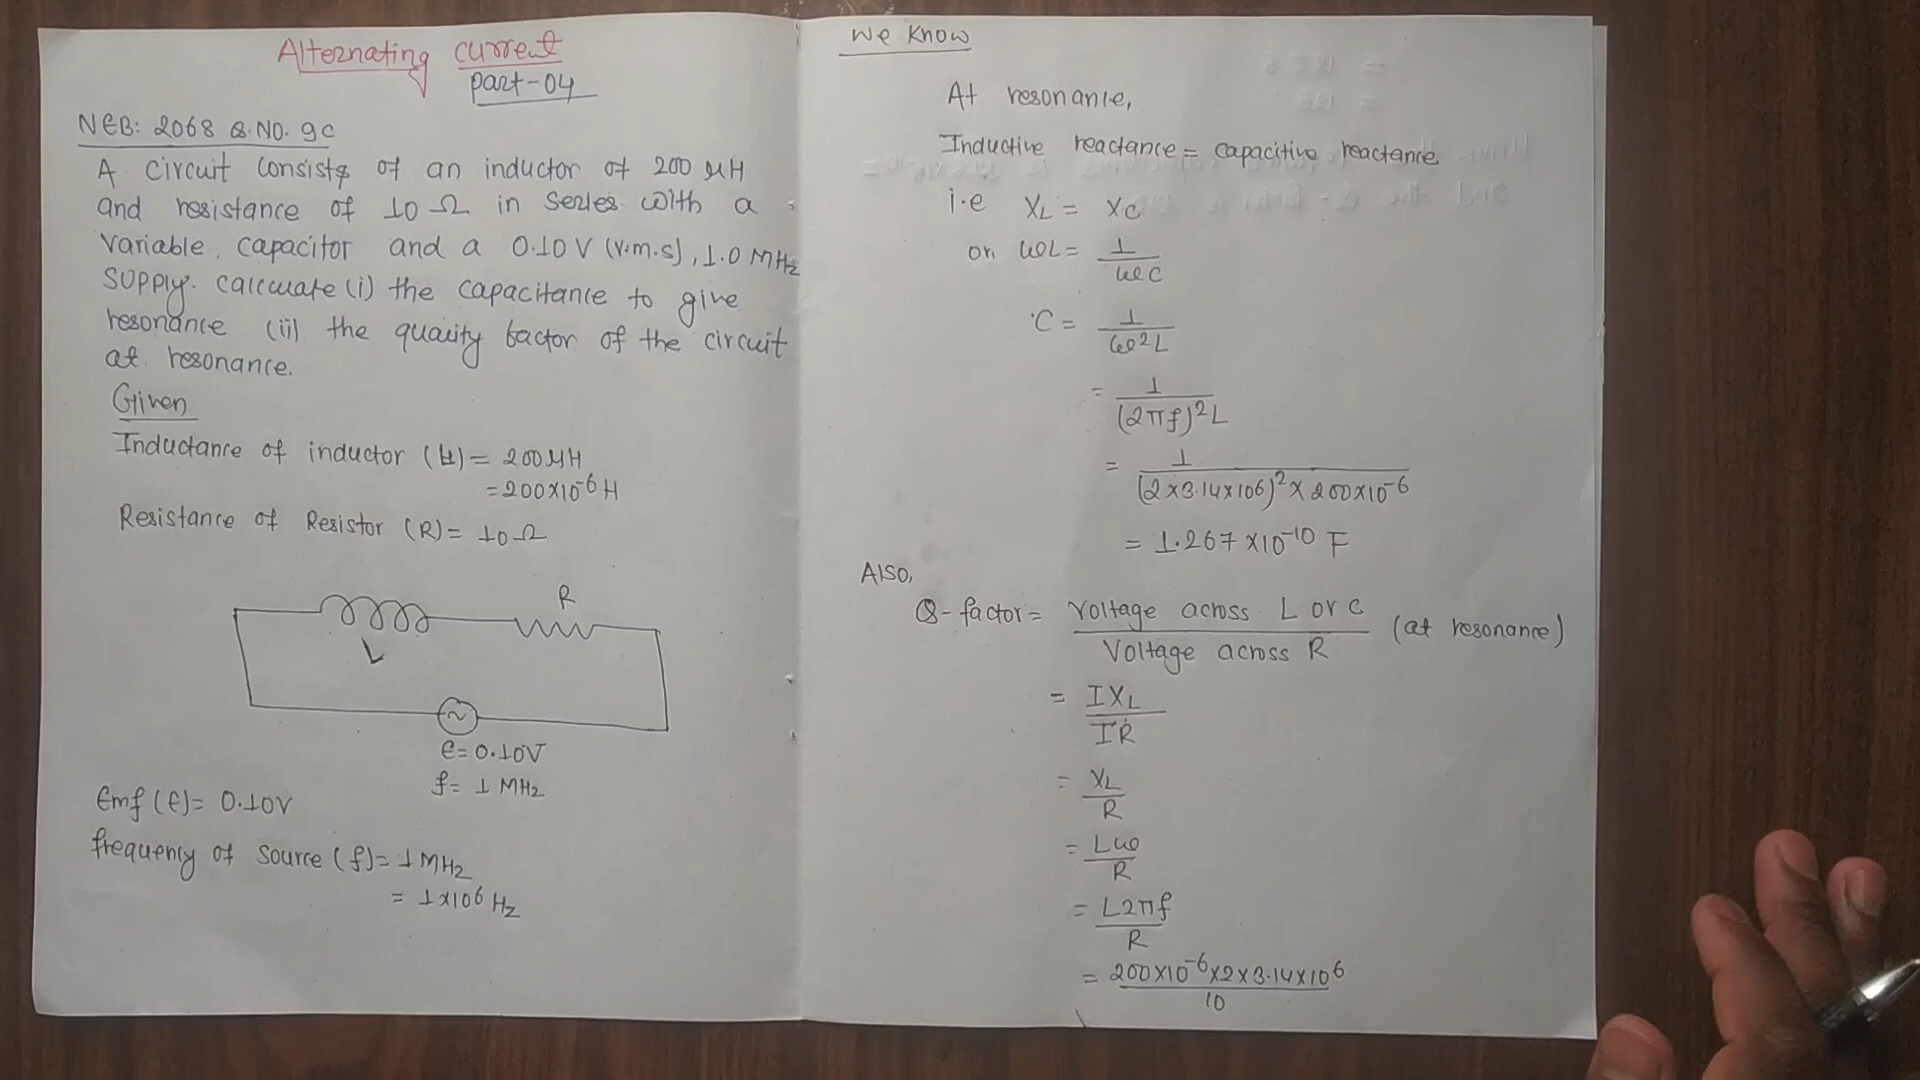 Alternating current
part-04
NEB: 2068 Q.NO. 9c
A circuit consists of an inductor of 200 μH
and resistance of 10 Ω in series with a
variable capacitor and a 0.10 V (r.m.s), 1.0 MHz
supply. calculate (i) the capacitance to give
resonance (ii) the quality factor of the circuit
at resonance.
Given
Inductance of inductor (L) = 200 μH
= 200×10⁻⁶ H
Resistance of Resistor (R) = 10 Ω
R
L
E = 0.10V
f = 1 MHz
Emf (E) = 0.10V
frequency of source (f) = 1 MHz
= 1×10⁶ Hz
We Know
At resonance,
Inductive reactance = capacitive reactance
i.e XL = XC
or, ωL = 1/ωC
C = 1/ω²L
= 1/(2πf)²L
= 1/(2×3.14×10⁶)²×200×10⁻⁶
= 1.267 ×10⁻¹⁰ F
Also,
Q-factor = Voltage across L or C / Voltage across R (at resonance)
= IXL/IR
= XL/R
= Lω/R
= L2πf/R
= 200×10⁻⁶×2×3.14×10⁶/10